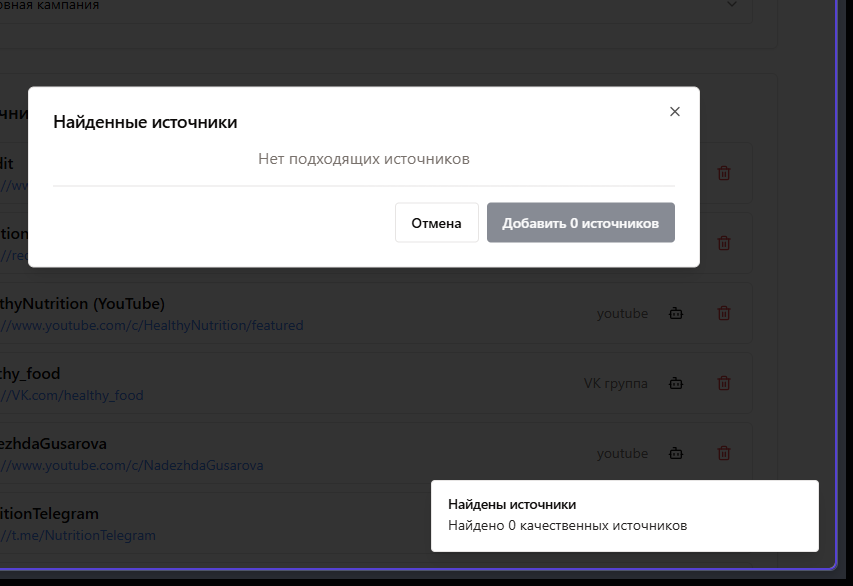 овная кампания
Найденные источники
Нет подходящих источников
Отмена
Добавить 0 источников
чни
dit
://ww
tion
://red
thyNutrition (YouTube)
youtube
://www.youtube.com/c/HealthyNutrition/featured
thy_food
VK группа
://VK.com/healthy_food
ezhdaGusarova
youtube
://www.youtube.com/c/NadezhdaGusarova
itionTelegram
://t.me/NutritionTelegram
Найдены источники
Найдено 0 качественных источников